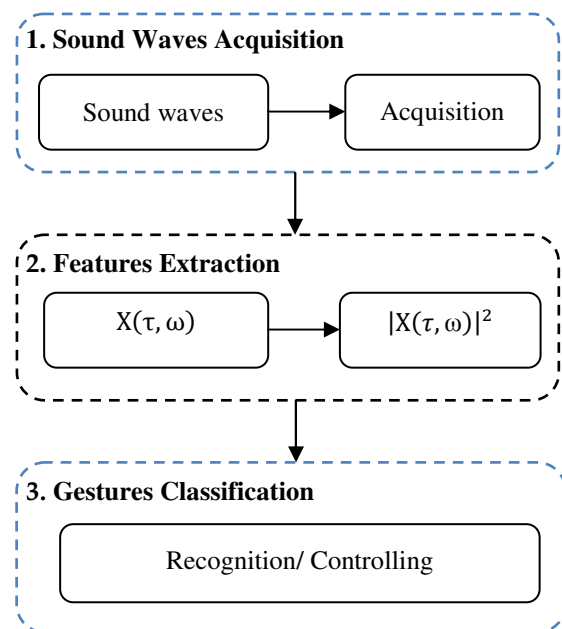 1. Sound Waves Acquisition
Sound waves
Acquisition
2. Features Extraction
X(τ, ω)
|X(τ, ω)|²
3. Gestures Classification
Recognition/ Controlling